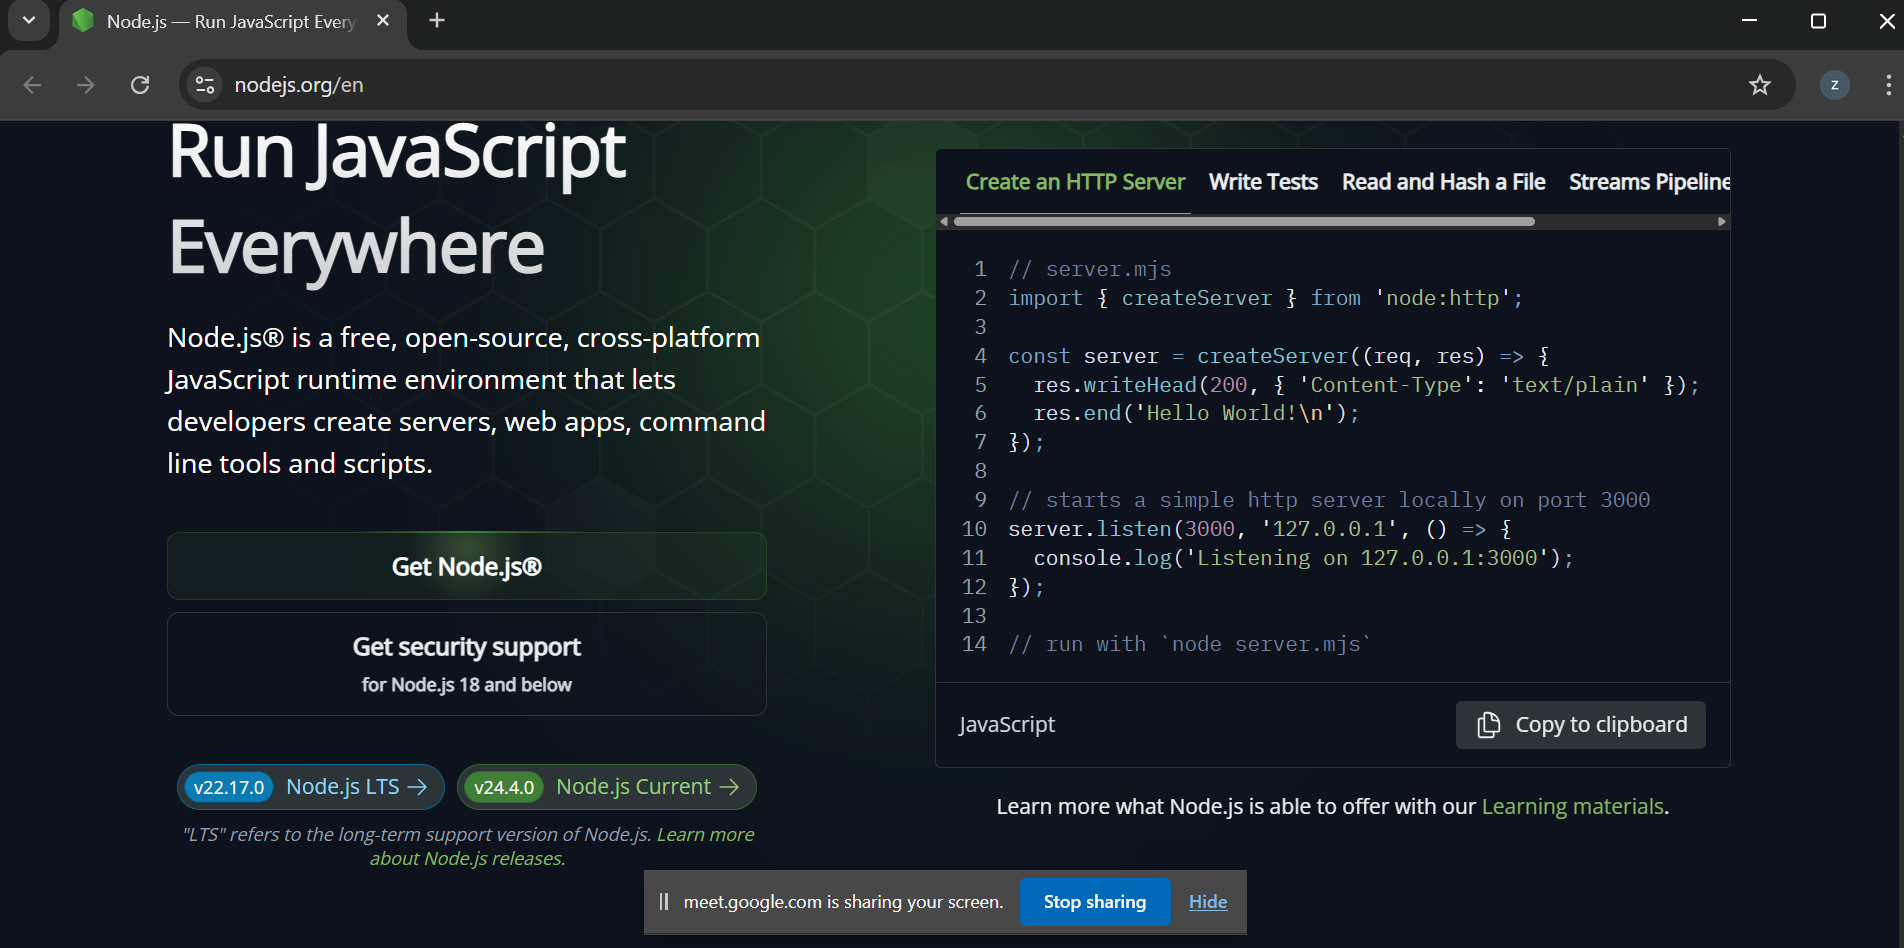 Node.js — Run JavaScript Every
nodejs.org/en
z
Run JavaScript
Everywhere
Node.js® is a free, open-source, cross-platform
JavaScript runtime environment that lets
developers create servers, web apps, command
line tools and scripts.
Get Node.js®
Get security support
for Node.js 18 and below
v22.17.0 Node.js LTS →
v24.4.0 Node.js Current →
"LTS" refers to the long-term support version of Node.js. Learn more
about Node.js releases.
Create an HTTP Server Write Tests Read and Hash a File Streams Pipeline
1 // server.mjs
2 import { createServer } from 'node:http';
3
4 const server = createServer((req, res) => {
5   res.writeHead(200, { 'Content-Type': 'text/plain' });
6   res.end('Hello World!\n');
7 });
8
9 // starts a simple http server locally on port 3000
10 server.listen(3000, '127.0.0.1', () => {
11   console.log('Listening on 127.0.0.1:3000');
12 });
13
14 // run with `node server.mjs`
JavaScript
Copy to clipboard
Learn more what Node.js is able to offer with our Learning materials.
meet.google.com is sharing your screen. Stop sharing Hide